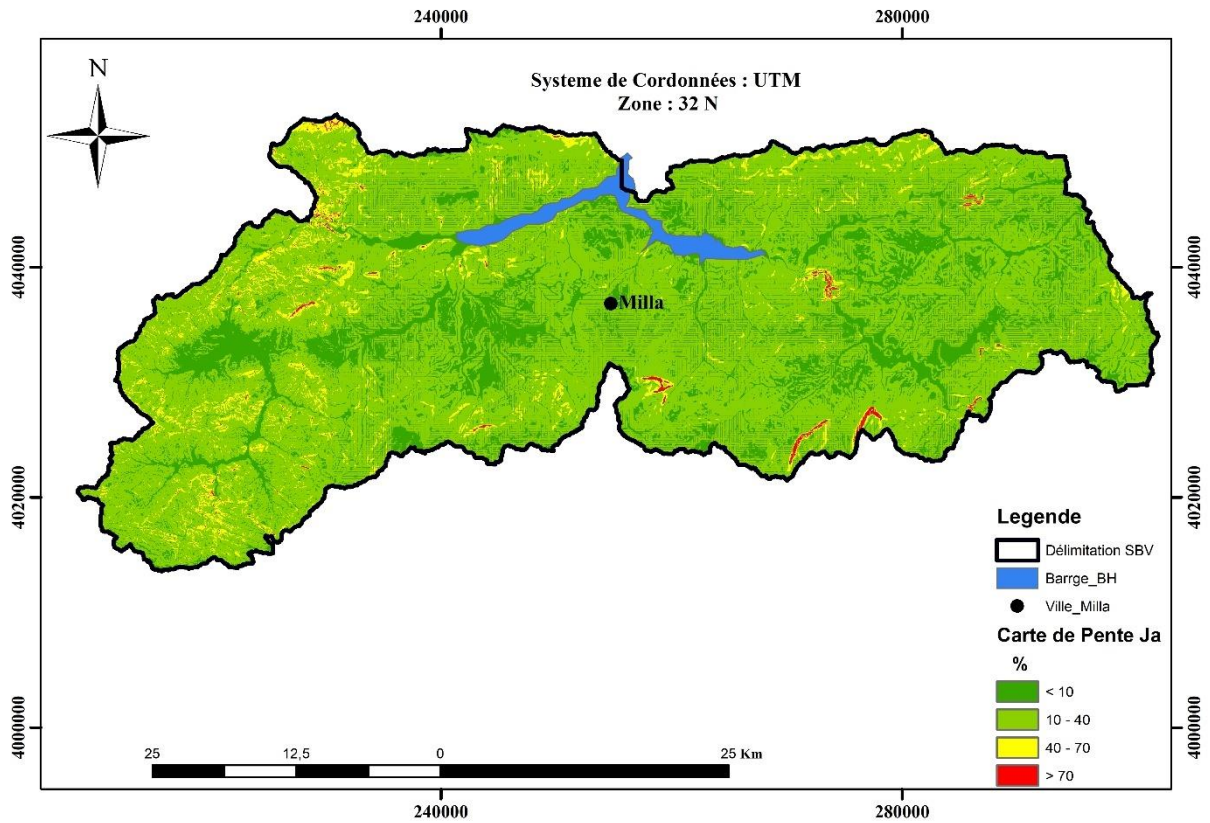 240000
280000
N
Systeme de Cordonnées : UTM
Zone : 32 N
4040000
4040000
Milla
4020000
4020000
Legende
Délimitation SBV
Barrge_BH
Ville_Milla
Carte de Pente Ja
%
< 10
10 - 40
40 - 70
> 70
4000000
4000000
25 12,5 0 25 Km
240000
280000